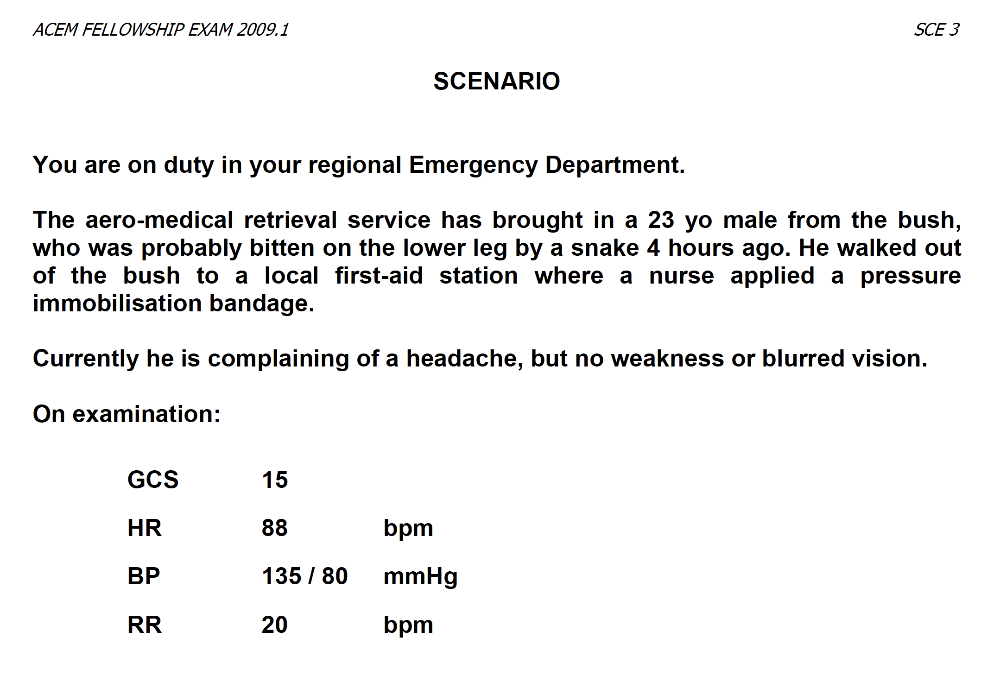 ACEM FELLOWSHIP EXAM 2009.1 SCE 3
SCENARIO
You are on duty in your regional Emergency Department.
The aero-medical retrieval service has brought in a 23 yo male from the bush,
who was probably bitten on the lower leg by a snake 4 hours ago. He walked out
of the bush to a local first-aid station where a nurse applied a pressure
immobilisation bandage.
Currently he is complaining of a headache, but no weakness or blurred vision.
On examination:
GCS 15
HR 88 bpm
BP 135 / 80 mmHg
RR 20 bpm